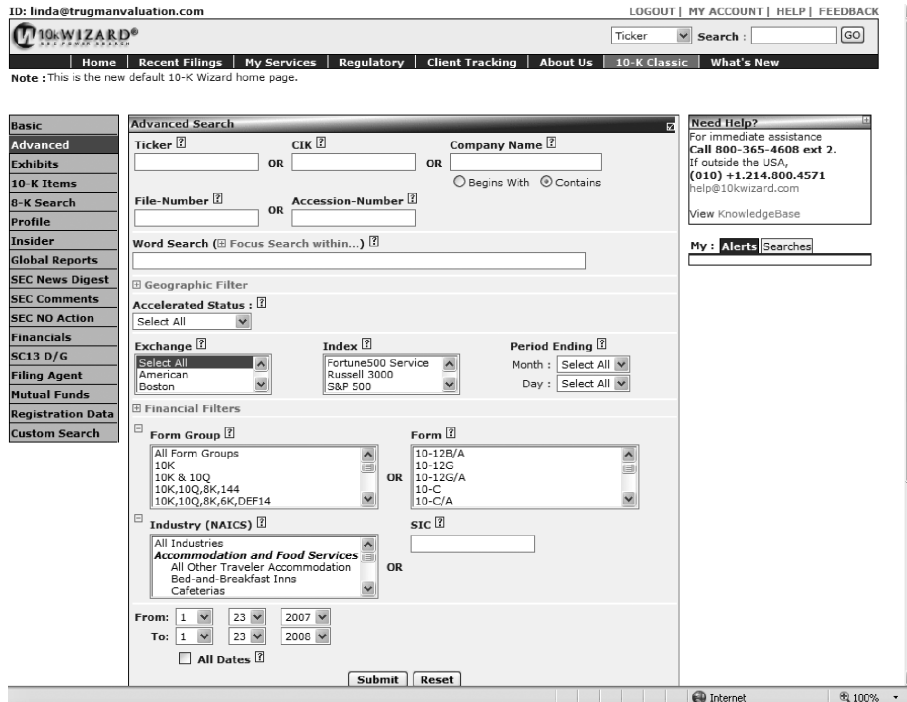 ID: linda@trugmanvaluation.com
LOGOUT | MY ACCOUNT | HELP | FEEDBACK
10KWIZARD®
SEC POWER SEARCH
Ticker Search : GO
Home | Recent Filings | My Services | Regulatory | Client Tracking | About Us | 10-K Classic | What's New
Note : This is the new default 10-K Wizard home page.
Basic
Advanced
Exhibits
10-K Items
8-K Search
Profile
Insider
Global Reports
SEC News Digest
SEC Comments
SEC NO Action
Financials
SC13 D/G
Filing Agent
Mutual Funds
Registration Data
Custom Search
Advanced Search
Ticker ? CIK ? Company Name ?
OR OR
Begins With Contains
File-Number ? Accession-Number ?
OR
Word Search (⊞ Focus Search within...) ?
⊞ Geographic Filter
Accelerated Status : ?
Select All
Exchange ? Index ? Period Ending ?
Select All
American
Boston
Fortune500 Service
Russell 3000
S&P 500
Month : Select All
Day : Select All
⊞ Financial Filters
Form Group ? Form ?
All Form Groups
10K
10K & 10Q
10K,10Q,8K,144
10K,10Q,8K,6K,DEF14
OR
10-12B/A
10-12G
10-12G/A
10-C
10-C/A
Industry (NAICS) ? SIC ?
All Industries
Accommodation and Food Services
All Other Traveler Accommodation
Bed-and-Breakfast Inns
Cafeterias
OR
From: 1 23 2007
To: 1 23 2008
All Dates ?
Submit Reset
Need Help?
For immediate assistance
Call 800-365-4608 ext 2.
If outside the USA,
(010) +1.214.800.4571
help@10kwizard.com
View KnowledgeBase
My : Alerts Searches
Internet 100%